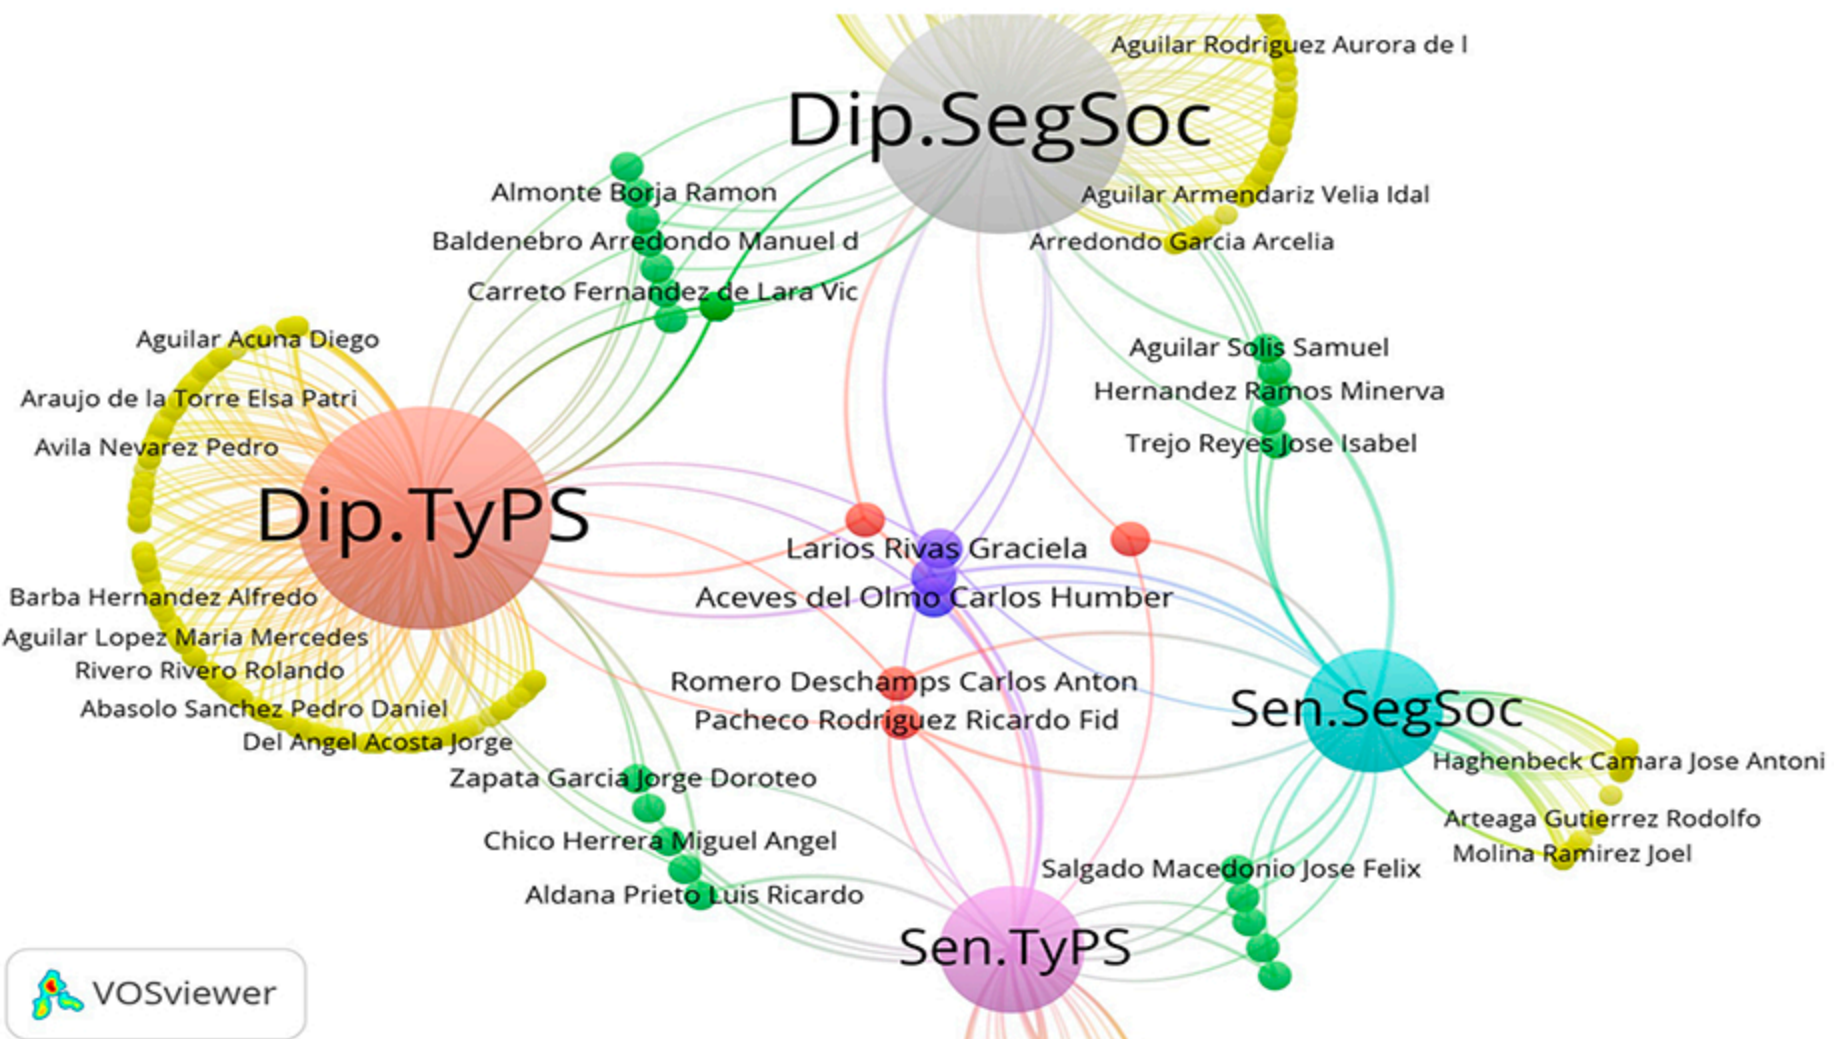 Aguilar Rodriguez Aurora de l
Dip.SegSoc
Almonte Borja Ramon
Aguilar Armendariz Velia Idal
Baldenebro Arredondo Manuel d
Arredondo Garcia Arcelia
Carreto Fernandez de Lara Vic
Aguilar Acuna Diego
Aguilar Solis Samuel
Araujo de la Torre Elsa Patri
Hernandez Ramos Minerva
Avila Nevarez Pedro
Trejo Reyes Jose Isabel
Dip.TyPS
Larios Rivas Graciela
Barba Hernandez Alfredo
Aceves del Olmo Carlos Humber
Aguilar Lopez Maria Mercedes
Rivero Rivero Rolando
Romero Deschamps Carlos Anton
Abasolo Sanchez Pedro Daniel
Sen.SegSoc
Pacheco Rodriguez Ricardo Fid
Del Angel Acosta Jorge
Haghenbeck Camara Jose Antoni
Zapata Garcia Jorge Doroteo
Arteaga Gutierrez Rodolfo
Chico Herrera Miguel Angel
Molina Ramirez Joel
Salgado Macedonio Jose Felix
Aldana Prieto Luis Ricardo
Sen.TyPS
VOSviewer